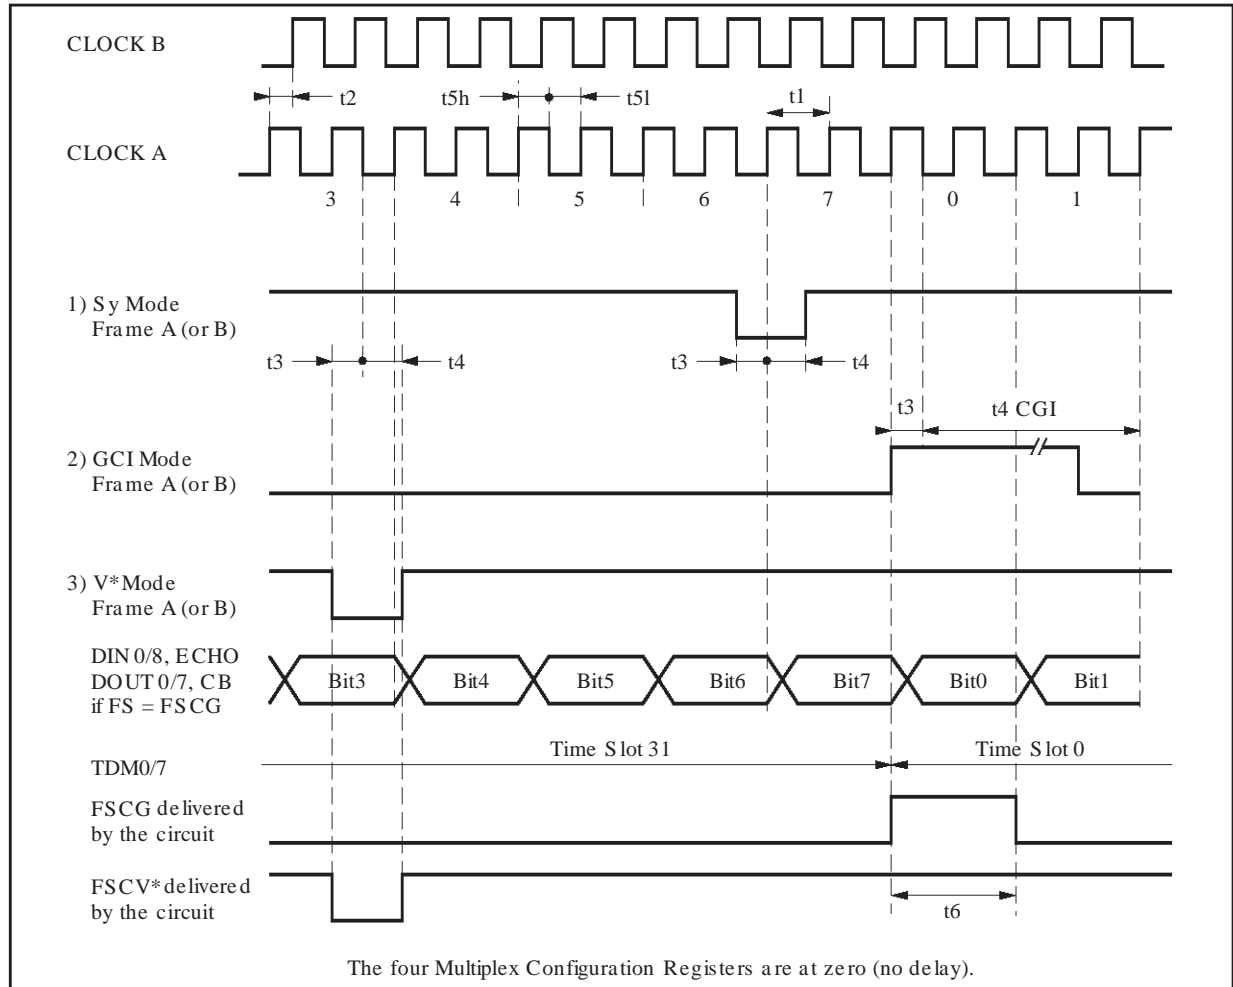 CLOCK B
t2
t5h
t5l
t1
CLOCK A
3
4
5
6
7
0
1
1) Sy Mode
Frame A (or B)
t3
t4
t3
t4
t3
t4 CGI
2) GCI Mode
Frame A (or B)
3) V* Mode
Frame A (or B)
DIN 0/8, ECHO
DOUT 0/7, CB
if FS = FSCG
Bit3
Bit4
Bit5
Bit6
Bit7
Bit0
Bit1
Time Slot 31
Time Slot 0
TDM0/7
FSCG delivered
by the circuit
FSCV* delivered
by the circuit
t6
The four Multiplex Configuration Registers are at zero (no delay).